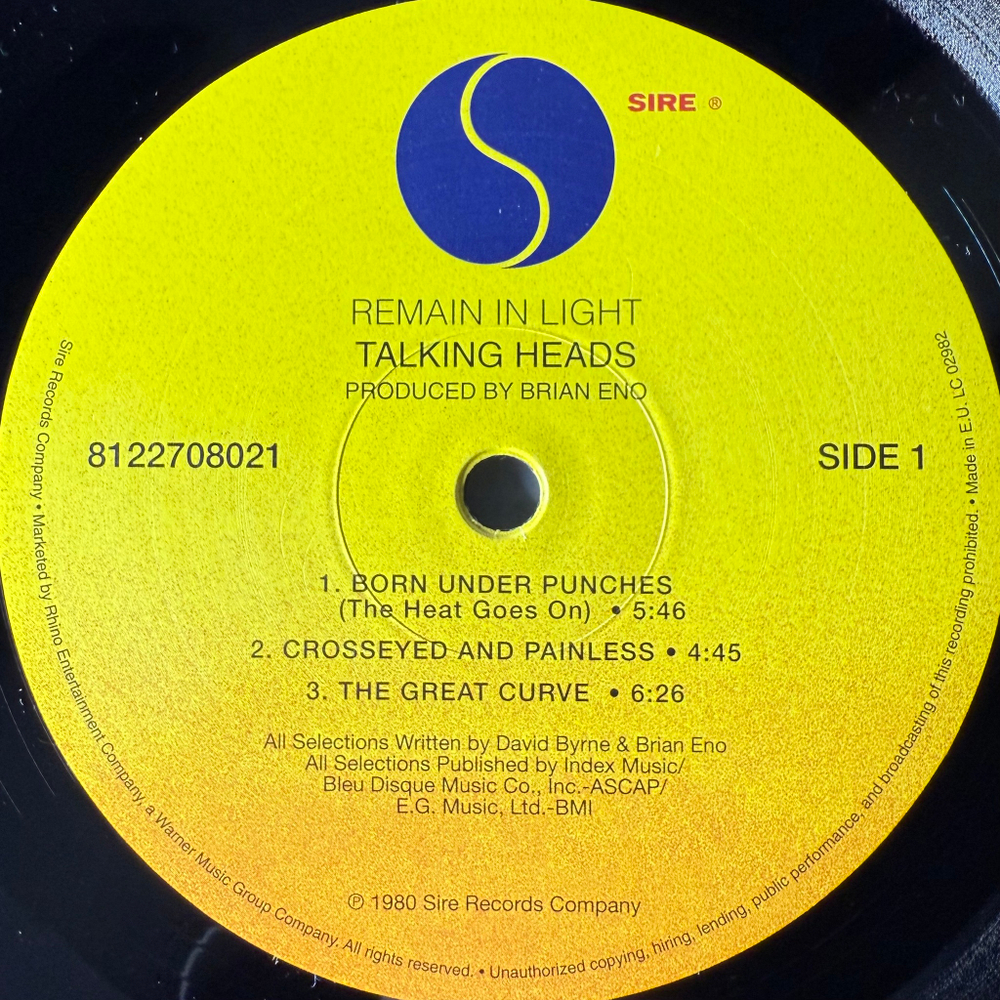 SIRE ®
REMAIN IN LIGHT
TALKING HEADS
PRODUCED BY BRIAN ENO
8122708021
SIDE 1
1. BORN UNDER PUNCHES
(The Heat Goes On) • 5:46
2. CROSSEYED AND PAINLESS • 4:45
3. THE GREAT CURVE • 6:26
All Selections Written by David Byrne & Brian Eno
All Selections Published by Index Music/
Bleu Disque Music Co., Inc.-ASCAP/
E.G. Music, Ltd.-BMI
℗ 1980 Sire Records Company
Sire Records Company • Marketed by Rhino Entertainment Company, a Warner Music Group Company. All rights reserved. • Unauthorized copying, hiring, lending, public performance, and broadcasting of this recording prohibited. • Made in E.U. LC 02982.